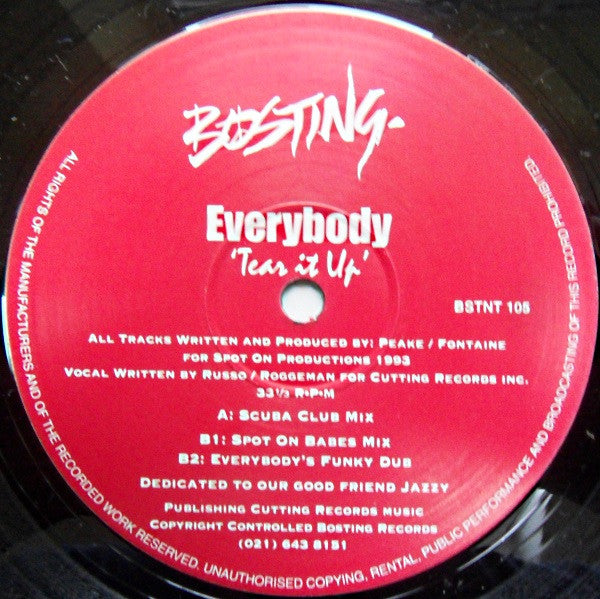 BOSTING
Everybody
'Tear it Up'
BSTNT 105
ALL TRACKS WRITTEN AND PRODUCED BY: PEAKE / FONTAINE
FOR SPOT ON PRODUCTIONS 1993
VOCAL WRITTEN BY RUSSO / ROGGEMAN FOR CUTTING RECORDS INC.
33⅓ R•P•M
A: SCUBA CLUB MIX
B1: SPOT ON BABES MIX
B2: EVERYBODY'S FUNKY DUB
DEDICATED TO OUR GOOD FRIEND JAZZY
PUBLISHING CUTTING RECORDS MUSIC
COPYRIGHT CONTROLLED BOSTING RECORDS
(021) 643 8151
ALL RIGHTS OF THE MANUFACTURERS AND OF THE RECORDED WORK RESERVED. UNAUTHORISED COPYING, RENTAL, PUBLIC PERFORMANCE AND BROADCASTING OF THIS RECORD PROHIBITED.